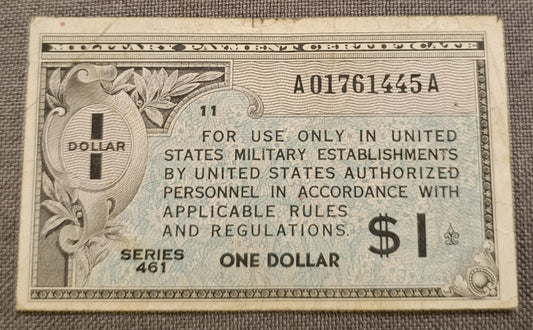 MILITARY PAYMENT CERTIFICATE
A01761445A
11
1
DOLLAR
FOR USE ONLY IN UNITED
STATES MILITARY ESTABLISHMENTS
BY UNITED STATES AUTHORIZED
PERSONNEL IN ACCORDANCE WITH
APPLICABLE RULES
AND REGULATIONS.
$1
SERIES
461
ONE DOLLAR